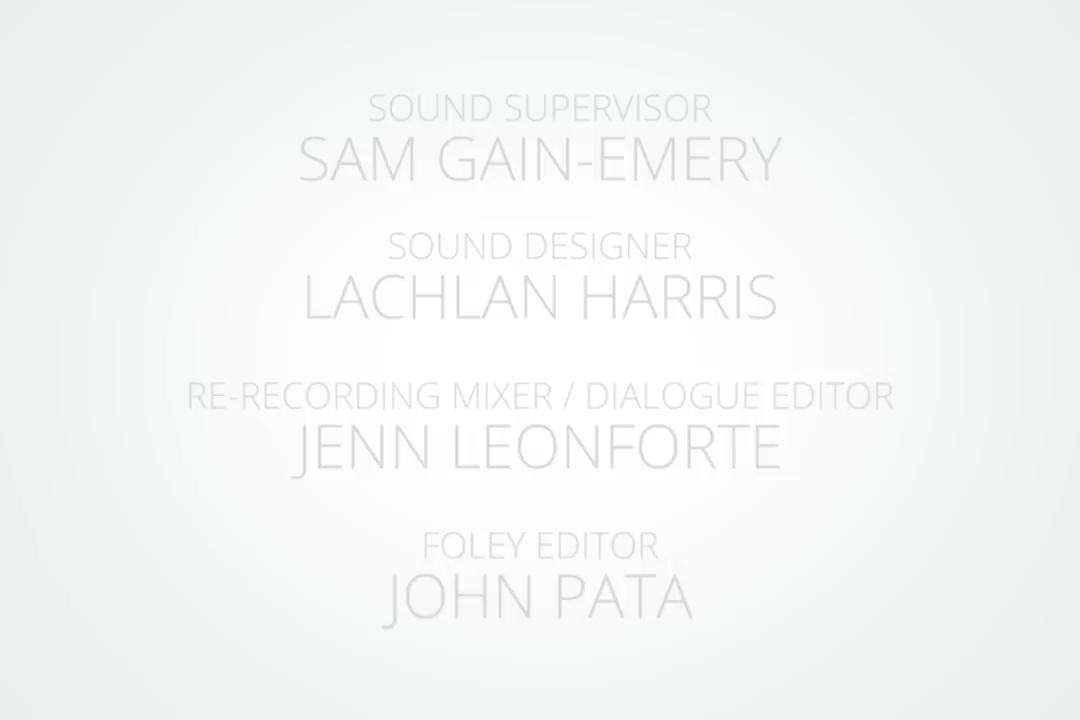 SOUND SUPERVISOR
SAM GAIN-EMERY
SOUND DESIGNER
LACHLAN HARRIS
RE-RECORDING MIXER / DIALOGUE EDITOR
JENN LEONFORTE
FOLEY EDITOR
JOHN PATA